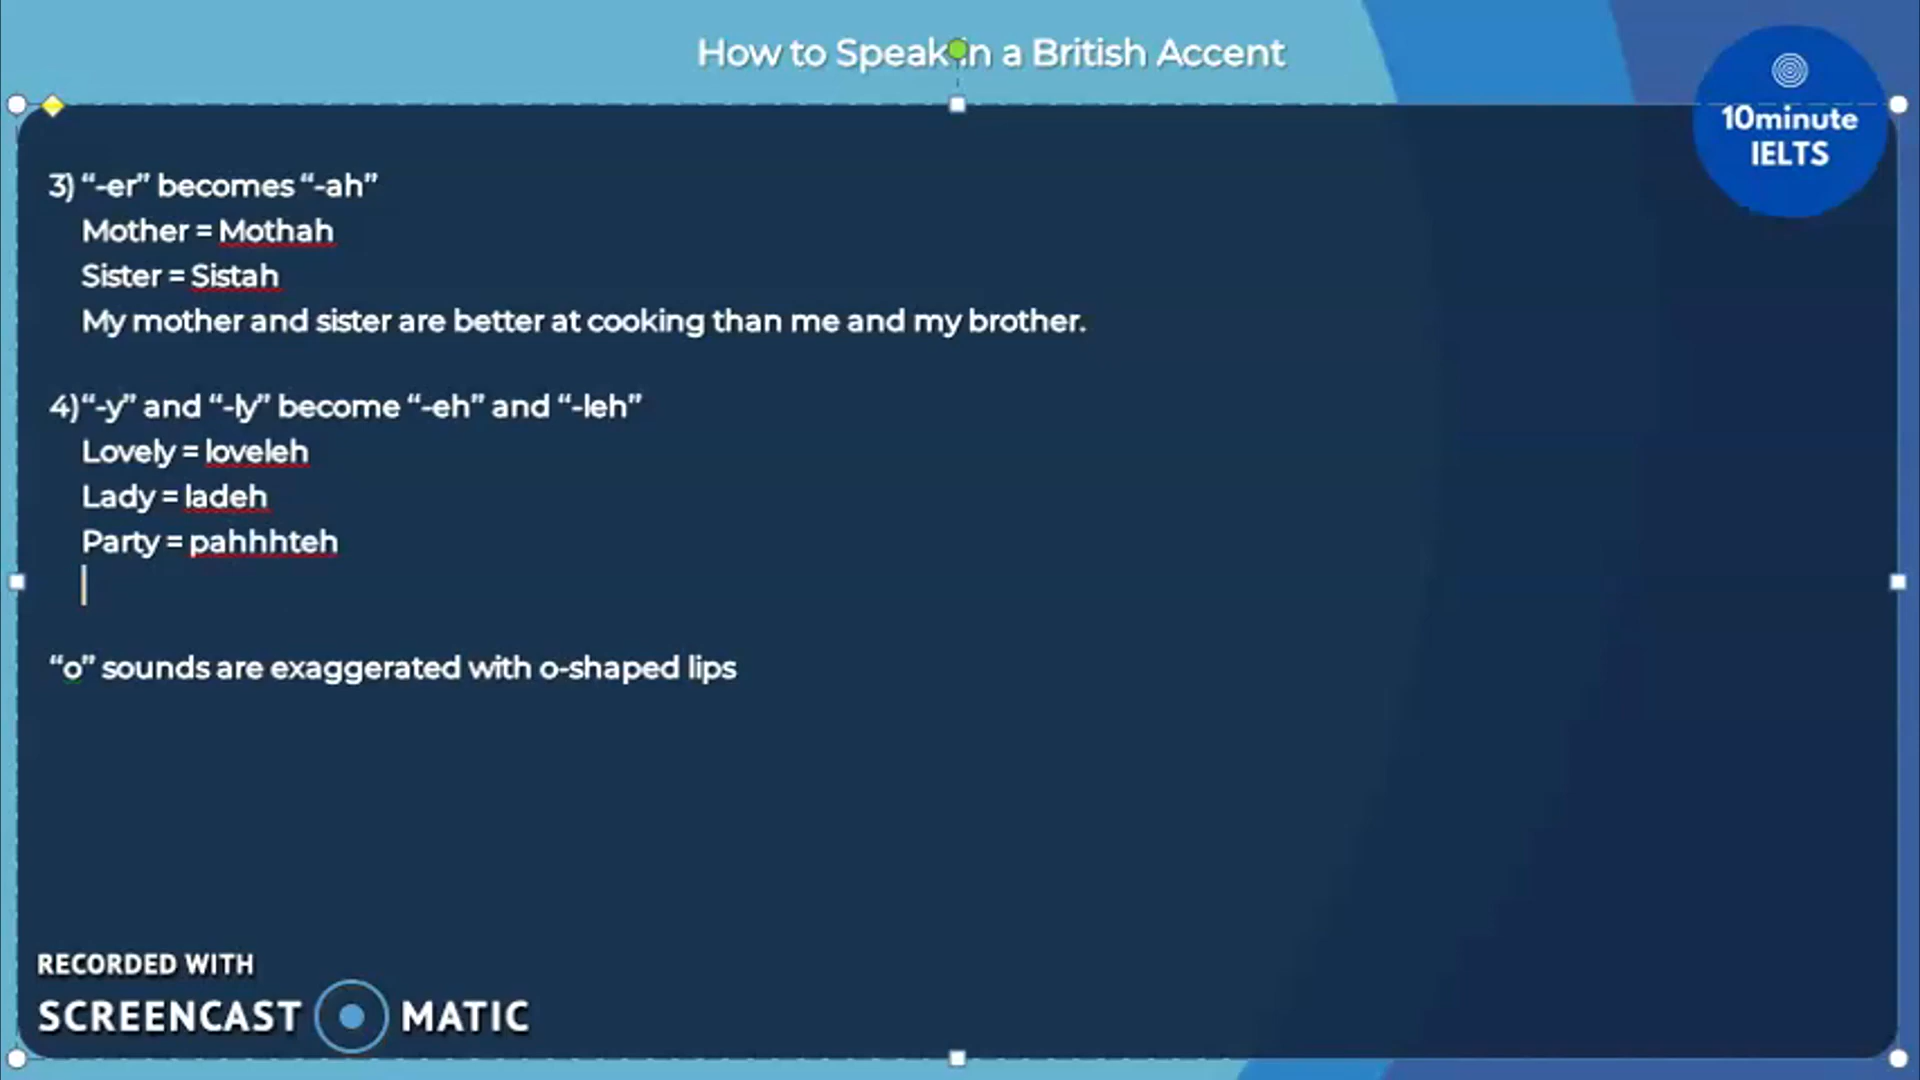 How to Speak in a British Accent
10minute
IELTS
3) “-er” becomes “-ah”
Mother = Mothah
Sister = Sistah
My mother and sister are better at cooking than me and my brother.
4)“-y” and “-ly” become “-eh” and “-leh”
Lovely = loveleh
Lady = ladeh
Party = pahhhteh
“o” sounds are exaggerated with o-shaped lips
RECORDED WITH
SCREENCAST MATIC